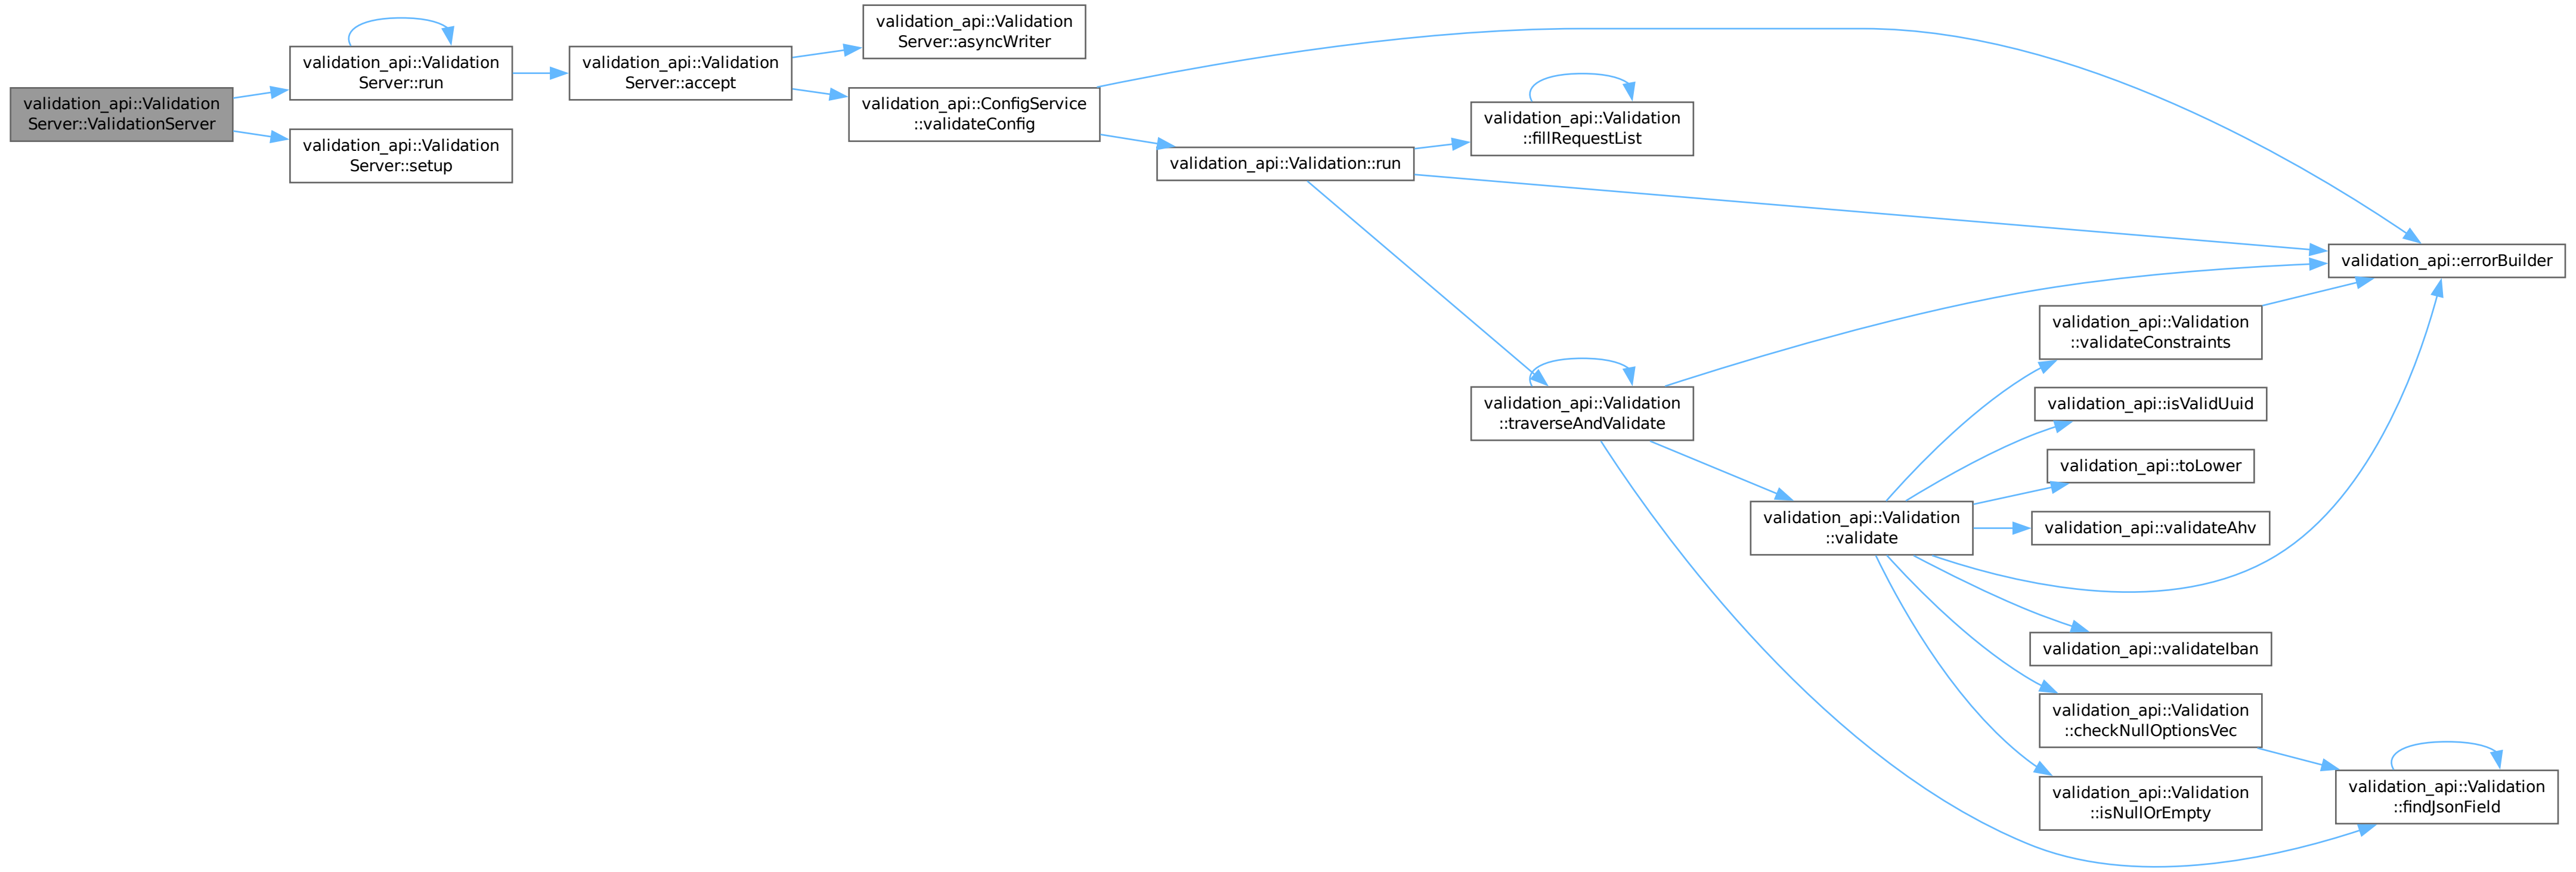 validation_api::Validation
Server::ValidationServer
validation_api::Validation
Server::run
validation_api::Validation
Server::setup
validation_api::Validation
Server::accept
validation_api::Validation
Server::asyncWriter
validation_api::ConfigService
::validateConfig
validation_api::Validation::run
validation_api::Validation
::fillRequestList
validation_api::Validation
::traverseAndValidate
validation_api::Validation
::validate
validation_api::errorBuilder
validation_api::Validation
::validateConstraints
validation_api::isValidUuid
validation_api::toLower
validation_api::validateAhv
validation_api::validateIban
validation_api::Validation
::checkNullOptionsVec
validation_api::Validation
::isNullOrEmpty
validation_api::Validation
::findJsonField